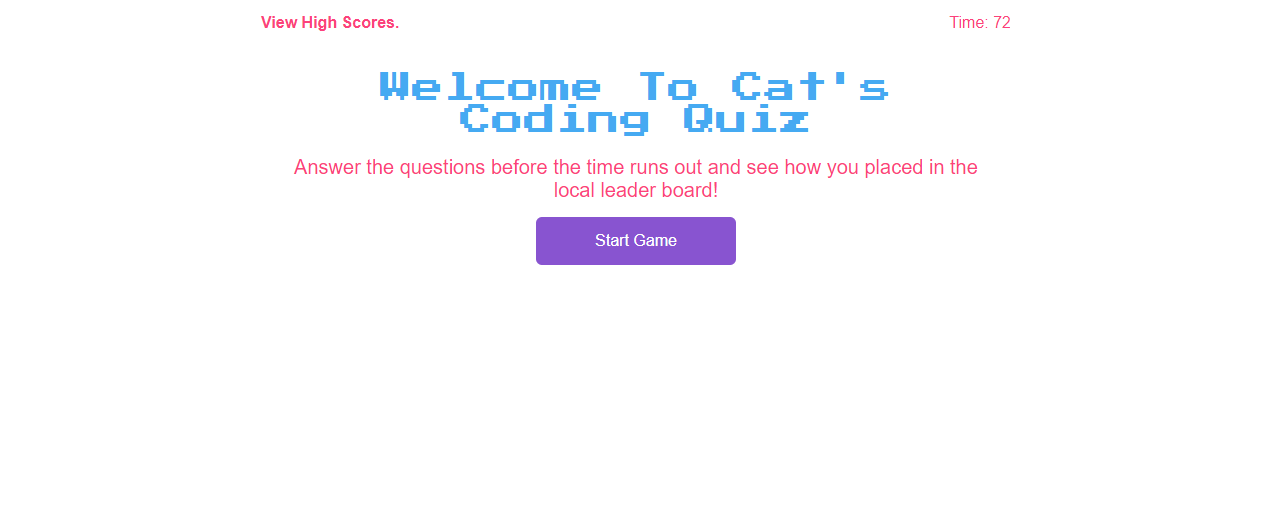 View High Scores.
Time: 72
Welcome To Cat's
Coding Quiz
Answer the questions before the time runs out and see how you placed in the
local leader board!
Start Game